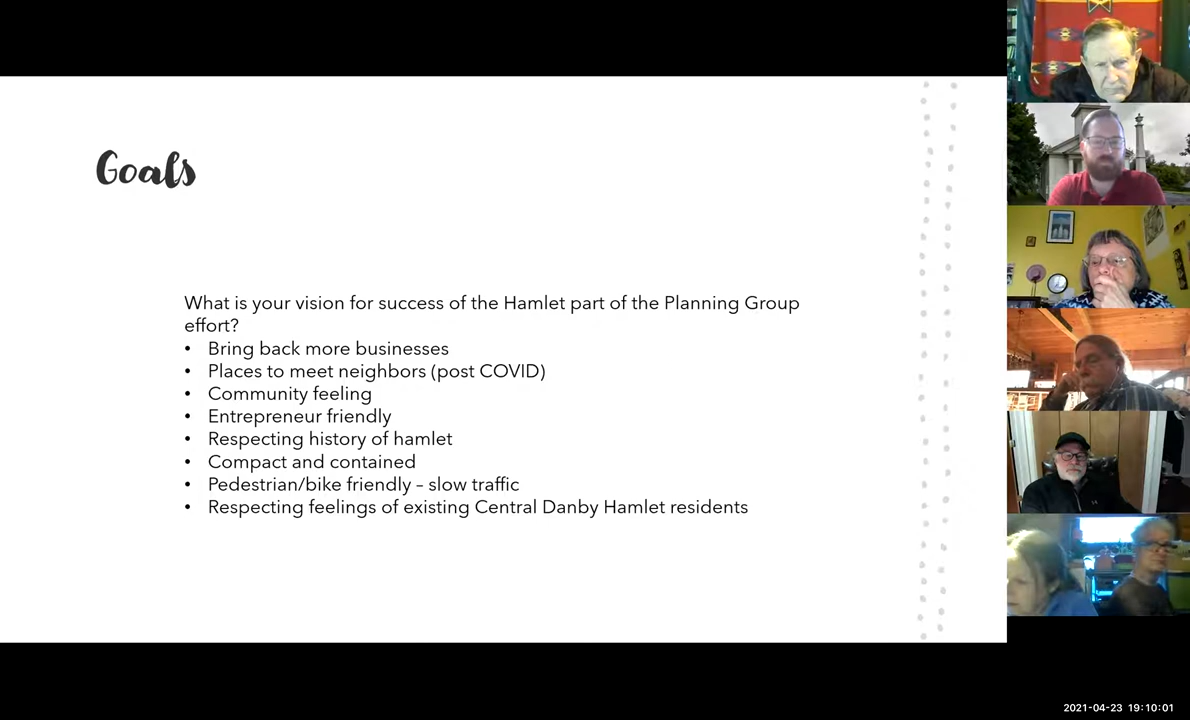 Goals
What is your vision for success of the Hamlet part of the Planning Group
effort?
• Bring back more businesses
• Places to meet neighbors (post COVID)
• Community feeling
• Entrepreneur friendly
• Respecting history of hamlet
• Compact and contained
• Pedestrian/bike friendly – slow traffic
• Respecting feelings of existing Central Danby Hamlet residents
2021-04-23 19:10:01